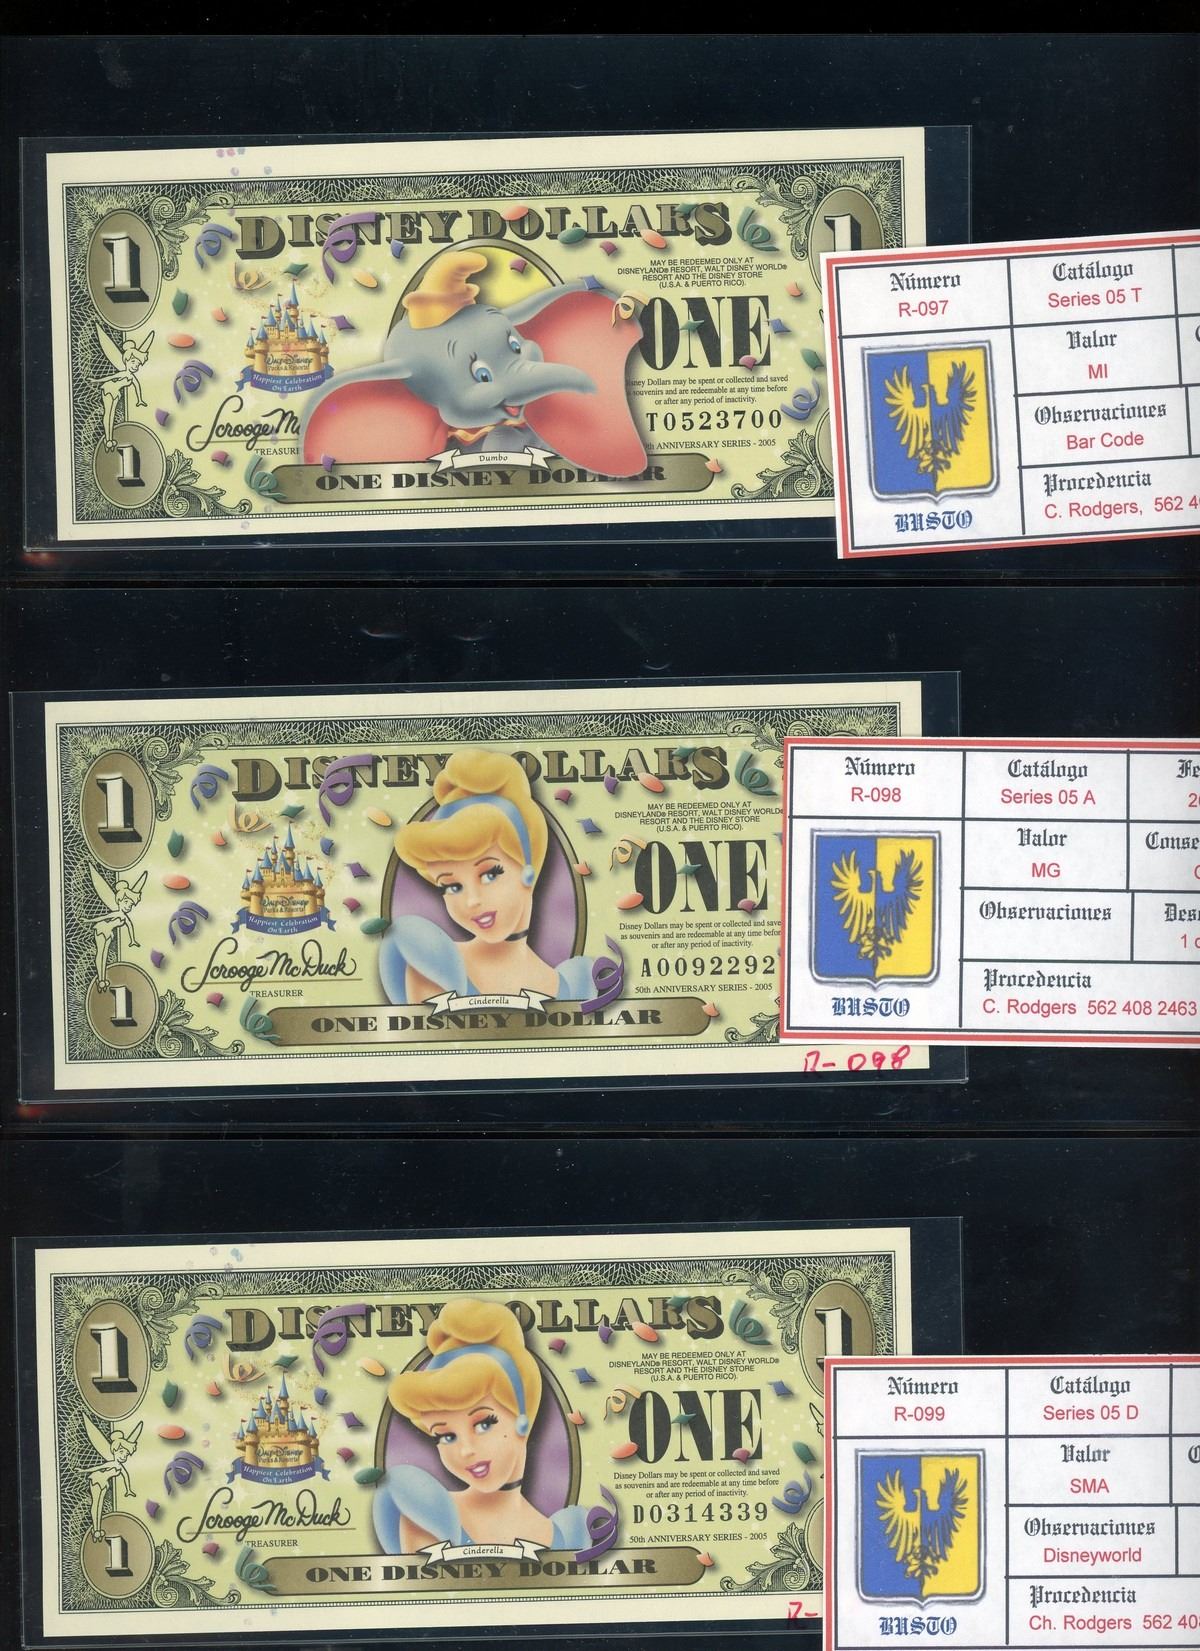 DISNEY DOLLARS
1
1
MAY BE REDEEMED ONLY AT
DISNEYLAND® RESORT, WALT DISNEY WORLD®
RESORT AND THE DISNEY STORE
(U.S.A. & PUERTO RICO).
ONE
WALT DISNEY
Parks & Resorts
Happiest Celebration
On Earth
Disney Dollars may be spent or collected and saved
souvenirs and are redeemable at any time before
or after any period of inactivity.
T0523700
Scrooge Mc
TREASURE
ANNIVERSARY SERIES - 2005
Dumbo
1
ONE DISNEY DOLLAR
Número
R-097
Catálogo
Series 05 T
Valor
MI
Observaciones
Bar Code
Procedencia
C. Rodgers, 562 4
BUSTO
DISNEY DOLLARS
1
MAY BE REDEEMED ONLY AT
DISNEYLAND® RESORT, WALT DISNEY WORLD
RESORT AND THE DISNEY STORE
(U.S.A. & PUERTO RICO).
ONE
WALT DISNEY
Parks & Resorts
Happiest Celebration
On Earth
Disney Dollars may be spent or collected and save
as souvenirs and are redeemable at any time befor
or after any period of inactivity.
A0092292
Scrooge McDuck
TREASURER
50th ANNIVERSARY SERIES - 2005
Cinderella
1
ONE DISNEY DOLLAR
R-098
Número
R-098
Catálogo
Series 05 A
Fe
20
Valor
MG
Conse
Observaciones
Des
1
Procedencia
C. Rodgers 562 408 2463
BUSTO
DISNEY DOLLARS
1
1
MAY BE REDEEMED ONLY AT
DISNEYLAND® RESORT, WALT DISNEY WORLD®
RESORT AND THE DISNEY STORE
(U.S.A. & PUERTO RICO).
ONE
WALT DISNEY
Parks & Resorts
Happiest Celebration
On Earth
Disney Dollars may be spent or collected and saved
as souvenirs and are redeemable at any time before
or after any period of inactivity.
D0314339
Scrooge McDuck
TREASURER
50th ANNIVERSARY SERIES - 2005
Cinderella
1
ONE DISNEY DOLLAR
R-
Número
R-099
Catálogo
Series 05 D
Valor
SMA
Observaciones
Disneyworld
Procedencia
Ch. Rodgers 562 40
BUSTO